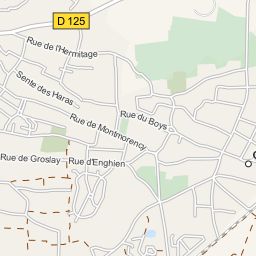 D 125
Rue de l'Hermitage
Sente des Haras
Rue du Boys
Rue de Montmorency
Rue de Groslay
Rue d'Enghien